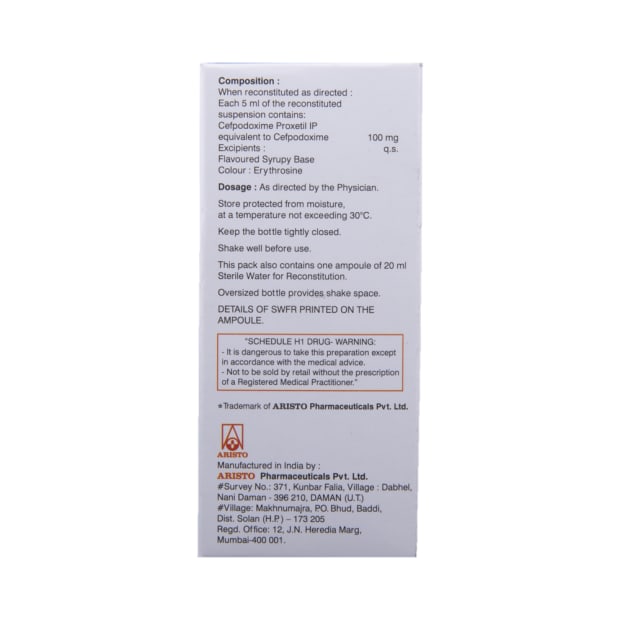 Composition :
When reconstituted as directed :
Each 5 ml of the reconstituted
suspension contains:
Cefpodoxime Proxetil IP
equivalent to Cefpodoxime 100 mg
Excipients : q.s.
Flavoured Syrupy Base
Colour : Erythrosine
Dosage : As directed by the Physician.
Store protected from moisture,
at a temperature not exceeding 30°C.
Keep the bottle tightly closed.
Shake well before use.
This pack also contains one ampoule of 20 ml
Sterile Water for Reconstitution.
Oversized bottle provides shake space.
DETAILS OF SWFR PRINTED ON THE
AMPOULE.
"SCHEDULE H1 DRUG- WARNING:
- It is dangerous to take this preparation except
in accordance with the medical advice.
- Not to be sold by retail without the prescription
of a Registered Medical Practitioner."
*Trademark of ARISTO Pharmaceuticals Pvt. Ltd.
ARISTO
Manufactured in India by :
ARISTO Pharmaceuticals Pvt. Ltd.
#Survey No.: 371, Kunbar Falia, Village : Dabhel,
Nani Daman - 396 210, DAMAN (U.T.)
#Village: Makhnumajra, P.O. Bhud, Baddi,
Dist. Solan (H.P.) – 173 205
Regd. Office: 12, J.N. Heredia Marg,
Mumbai-400 001.